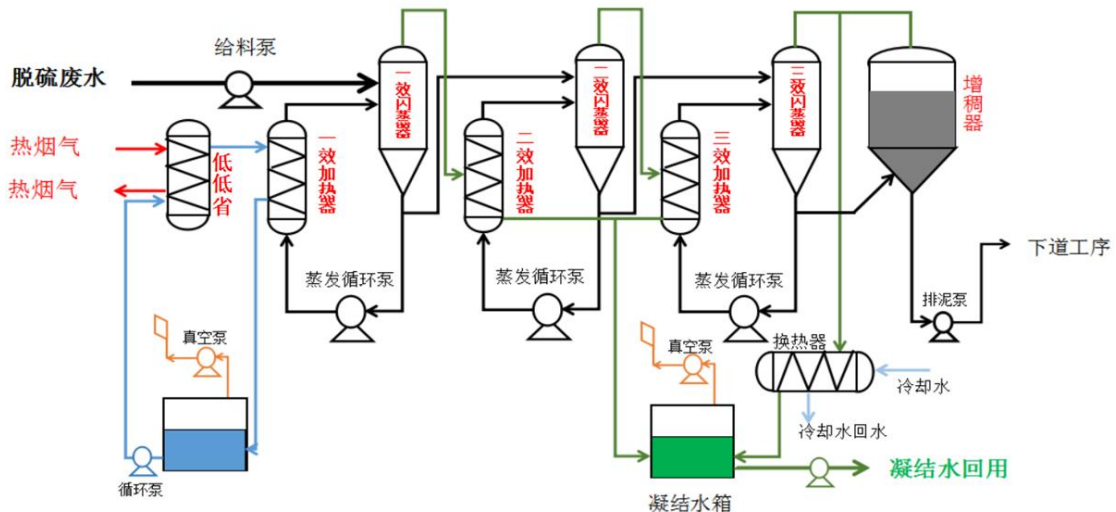 给料泵
脱硫废水
热烟气
热烟气
低低省
一效加热器
一效闪蒸器
二效加热器
二效闪蒸器
三效加热器
三效闪蒸器
增稠器
蒸发循环泵
蒸发循环泵
蒸发循环泵
下道工序
排泥泵
真空泵
真空泵
换热器
冷却水
冷却水回水
循环泵
凝结水回用
凝结水箱